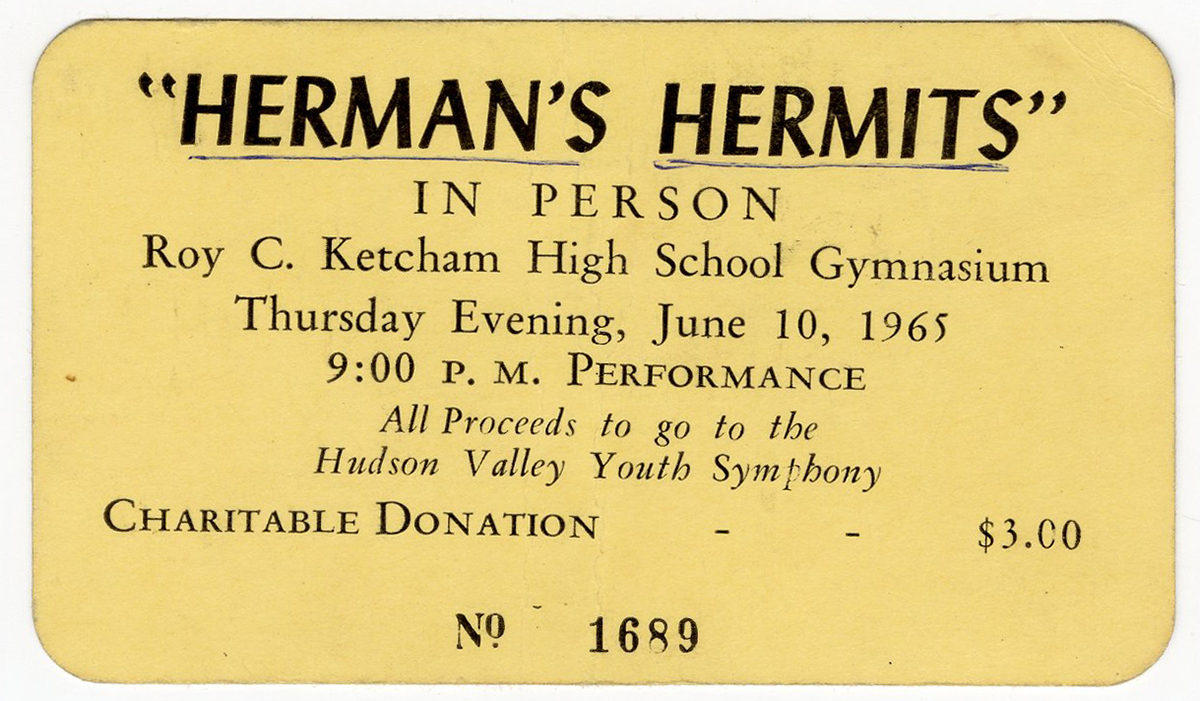 "HERMAN'S HERMITS"
IN PERSON
Roy C. Ketcham High School Gymnasium
Thursday Evening, June 10, 1965
9:00 P. M. PERFORMANCE
All Proceeds to go to the
Hudson Valley Youth Symphony
CHARITABLE DONATION - - $3.00
Nº 1689